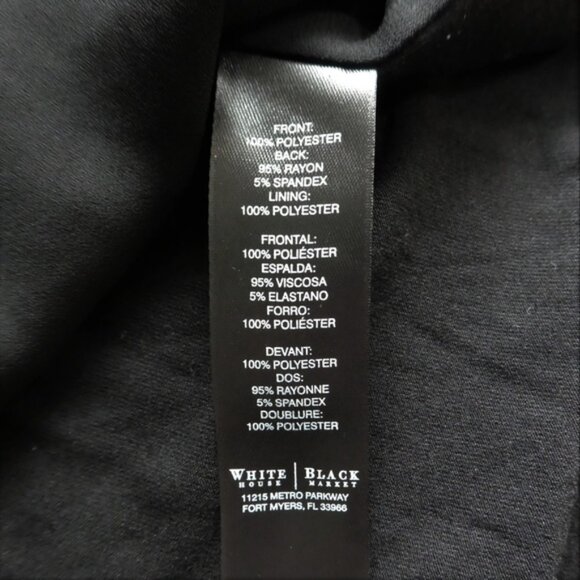 FRONT:
100% POLYESTER
BACK:
95% RAYON
5% SPANDEX
LINING:
100% POLYESTER
FRONTAL:
100% POLIÉSTER
ESPALDA:
95% VISCOSA
5% ELASTANO
FORRO:
100% POLIÉSTER
DEVANT:
100% POLYESTER
DOS:
95% RAYONNE
5% SPANDEX
DOUBLURE:
100% POLYESTER
WHITE | BLACK
HOUSE MARKET
11215 METRO PARKWAY
FORT MYERS, FL 33966